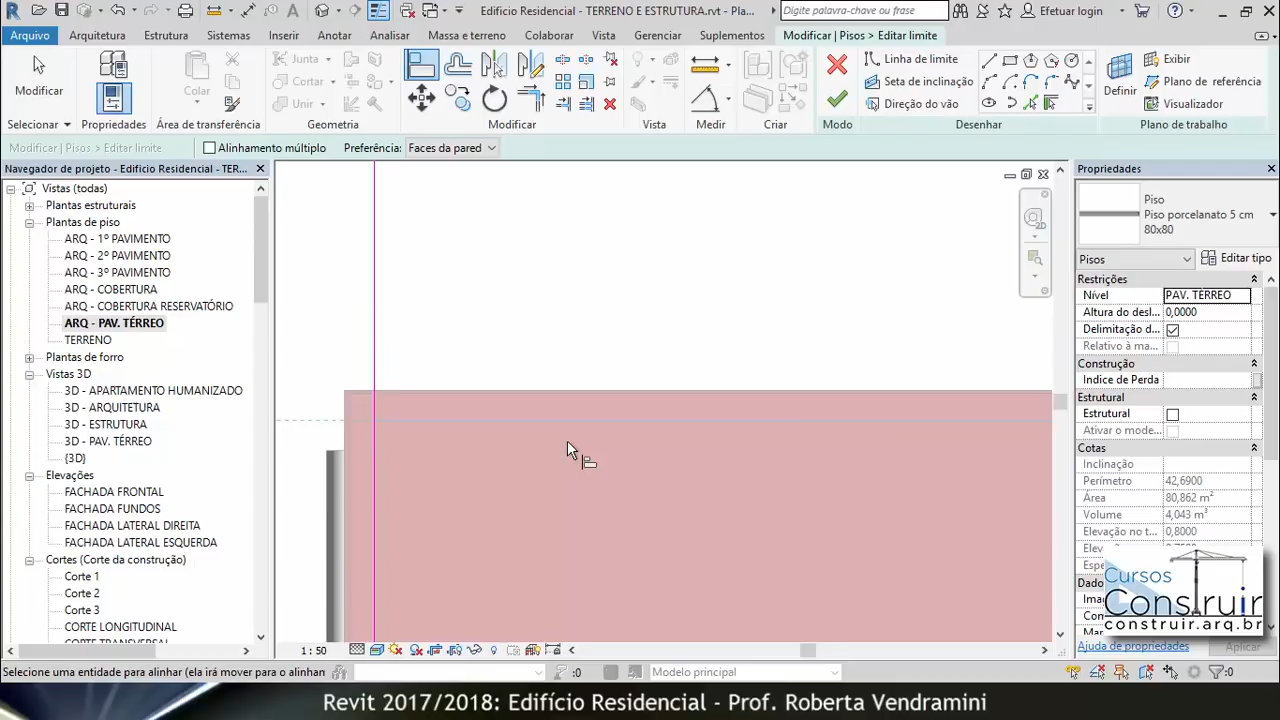 Edificio Residencial - TERRENO E ESTRUTURA.rvt - Pla...
Digite palavra-chave ou frase
Efetuar login
Arquivo
Arquitetura
Estrutura
Sistemas
Inserir
Anotar
Analisar
Massa e terreno
Colaborar
Vista
Gerenciar
Suplementos
Modificar | Pisos > Editar limite
Modificar
Colar
Junta
Cortar
Unir
Definir
Linha de limite
Seta de inclinação
Direção do vão
Exibir
Plano de referência
Visualizador
Selecionar
Propriedades
Área de transferência
Geometria
Modificar
Vista
Medir
Criar
Modo
Desenhar
Plano de trabalho
Modificar | Pisos > Editar limite
Alinhamento múltiplo
Preferência:
Faces da pared
Navegador de projeto - Edificio Residencial - TER...
Vistas (todas)
Plantas estruturais
Plantas de piso
ARQ - 1º PAVIMENTO
ARQ - 2º PAVIMENTO
ARQ - 3º PAVIMENTO
ARQ - COBERTURA
ARQ - COBERTURA RESERVATÓRIO
ARQ - PAV. TÉRREO
TERRENO
Plantas de forro
Vistas 3D
3D - APARTAMENTO HUMANIZADO
3D - ARQUITETURA
3D - ESTRUTURA
3D - PAV. TÉRREO
{3D}
Elevações
FACHADA FRONTAL
FACHADA FUNDOS
FACHADA LATERAL DIREITA
FACHADA LATERAL ESQUERDA
Cortes (Corte da construção)
Corte 1
Corte 2
Corte 3
CORTE LONGITUDINAL
2D
Propriedades
Piso
Piso porcelanato 5 cm
80x80
Pisos
Editar tipo
Restrições
Nível PAV. TÉRREO
Altura do desl... 0,0000
Delimitação d...
Relativo à ma...
Construção
Indice de Perda
Estrutural
Estrutural
Ativar o mode...
Cotas
Inclinação
Perímetro 42,6900
Área 80,862 m²
Volume 4,043 m³
Elevação no t... 0,8000
Cursos
Construir
construir.arq.br
Ajuda de propriedades
Aplicar
1 : 50
Selecione uma entidade para alinhar (ela irá mover para o alinhan
:0
Modelo principal
:0
Revit 2017/2018: Edifício Residencial - Prof. Roberta Vendramini